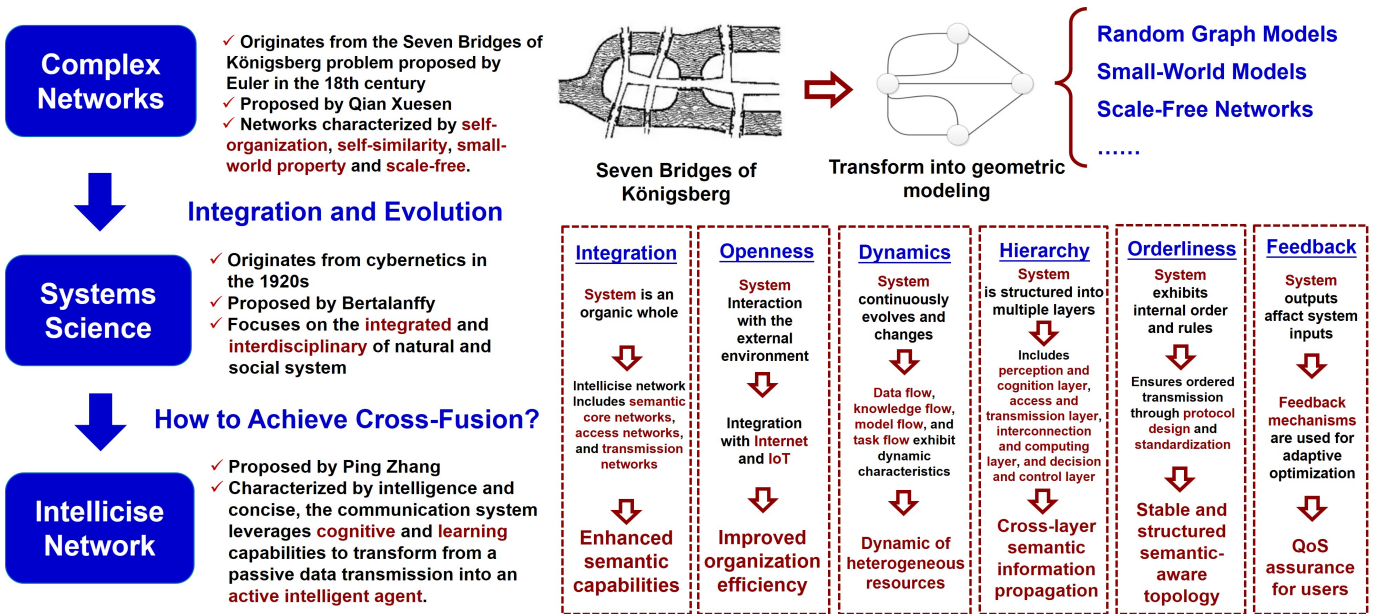 Complex
Networks
✓ Originates from the Seven Bridges of
Königsberg problem proposed by
Euler in the 18th century
✓ Proposed by Qian Xuesen
✓ Networks characterized by self-
organization, self-similarity, small-
world property and scale-free.
Seven Bridges of
Königsberg
Transform into geometric
modeling
Random Graph Models
Small-World Models
Scale-Free Networks
......
Integration and Evolution
Systems
Science
✓ Originates from cybernetics in
the 1920s
✓ Proposed by Bertalanffy
✓ Focuses on the integrated and
interdisciplinary of natural and
social system
How to Achieve Cross-Fusion?
Intellicise
Network
✓ Proposed by Ping Zhang
✓ Characterized by intelligence and
concise, the communication system
leverages cognitive and learning
capabilities to transform from a
passive data transmission into an
active intelligent agent.
Integration
System is an
organic whole
Intellicise network
Includes semantic
core networks,
access networks,
and transmission
networks
Enhanced
semantic
capabilities
Openness
System
Interaction
with the
external
environment
Integration
with Internet
and IoT
Improved
organization
efficiency
Dynamics
System
continuously
evolves and
changes
Data flow,
knowledge flow,
model flow, and
task flow exhibit
dynamic
characteristics
Dynamic of
heterogeneous
resources
Hierarchy
System
is structured into
multiple layers
Includes
perception and
cognition layer,
access and
transmission layer,
interconnection
and computing
layer, and decision
and control layer
Cross-layer
semantic
information
propagation
Orderliness
System
exhibits
internal order
and rules
Ensures ordered
transmission
through protocol
design and
standardization
Stable and
structured
semantic-
aware
topology
Feedback
System
outputs
affact system
inputs
Feedback
mechanisms
are used for
adaptive
optimization
QoS
assurance
for users